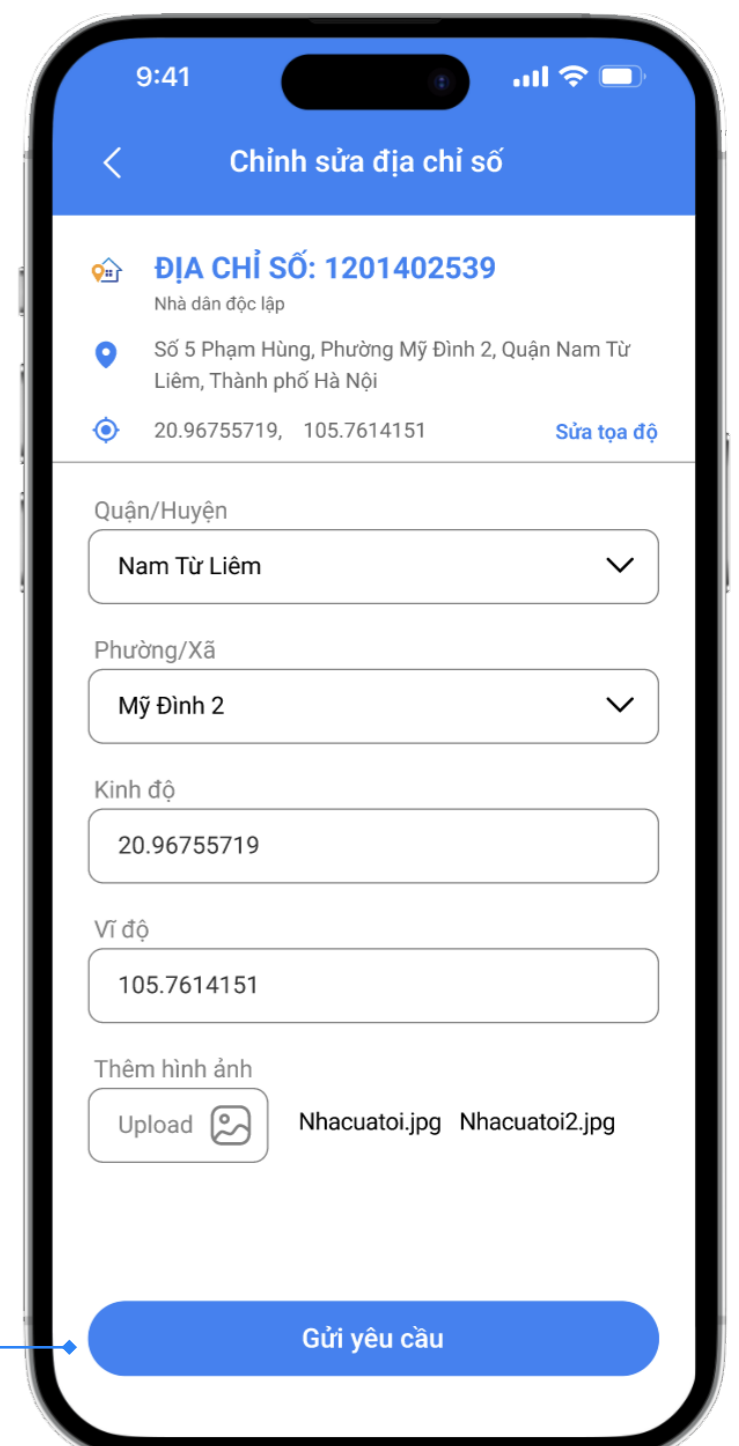 9:41
Chỉnh sửa địa chỉ số
ĐỊA CHỈ SỐ: 1201402539
Nhà dân độc lập
Số 5 Phạm Hùng, Phường Mỹ Đình 2, Quận Nam Từ
Liêm, Thành phố Hà Nội
20.96755719, 105.7614151 Sửa tọa độ
Quận/Huyện
Nam Từ Liêm
Phường/Xã
Mỹ Đình 2
Kinh độ
20.96755719
Vĩ độ
105.7614151
Thêm hình ảnh
Upload Nhacuatoi.jpg Nhacuatoi2.jpg
Gửi yêu cầu